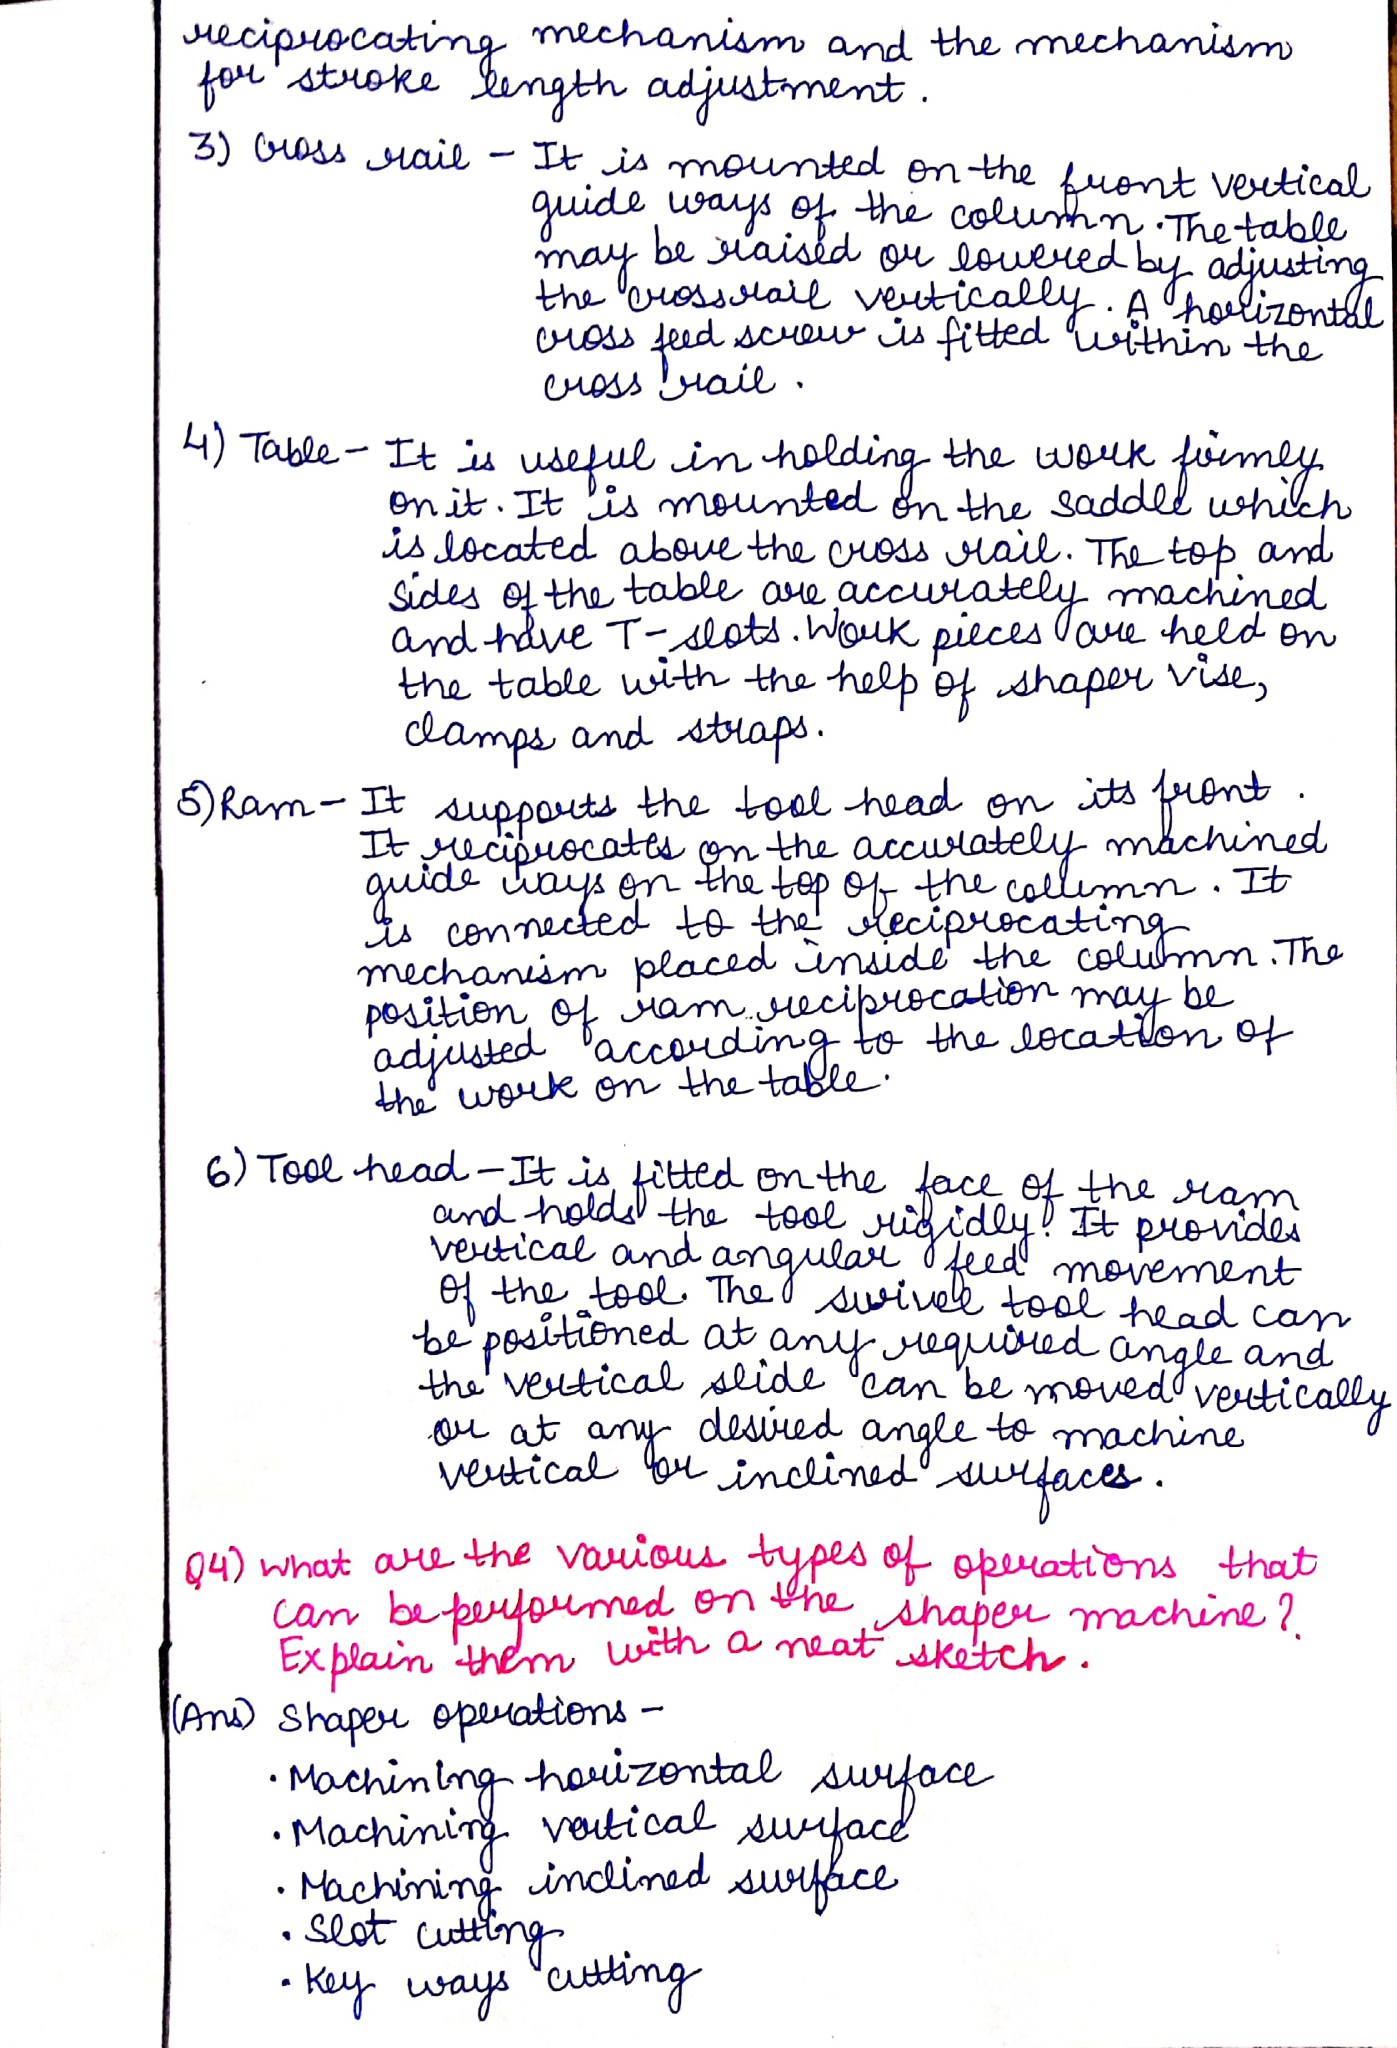 reciprocating mechanism and the mechanism
for stroke length adjustment.
3) Cross rail - It is mounted on the front vertical
guide ways of the column. The table
may be raised or lowered by adjusting
the crossrail vertically. A horizontal
cross feed screw is fitted within the
cross rail.
4) Table - It is useful in holding the work firmly
on it. It is mounted on the saddle which
is located above the cross rail. The top and
sides of the table are accurately machined
and have T-slots. Work pieces are held on
the table with the help of shaper vise,
clamps and straps.
5) Ram - It supports the tool head on its front.
It reciprocates on the accurately machined
guide ways on the top of the collumn. It
is connected to the reciprocating
mechanism placed inside the column. The
position of ram reciprocation may be
adjusted according to the location of
the work on the table.
6) Tool head - It is fitted on the face of the ram
and holds the tool rigidly. It provides
vertical and angular feed movement
of the tool. The swivel tool head can
be positioned at any required angle and
the vertical slide can be moved vertically
or at any desired angle to machine
vertical or inclined surfaces.
Q4) What are the various types of operations that
can be performed on the shaper machine?
Explain them with a neat sketch.
(Ans) Shaper operations -
• Machining horizontal surface
• Machining vertical surface
• Machining inclined surface
• Slot cutting
• Key ways cutting